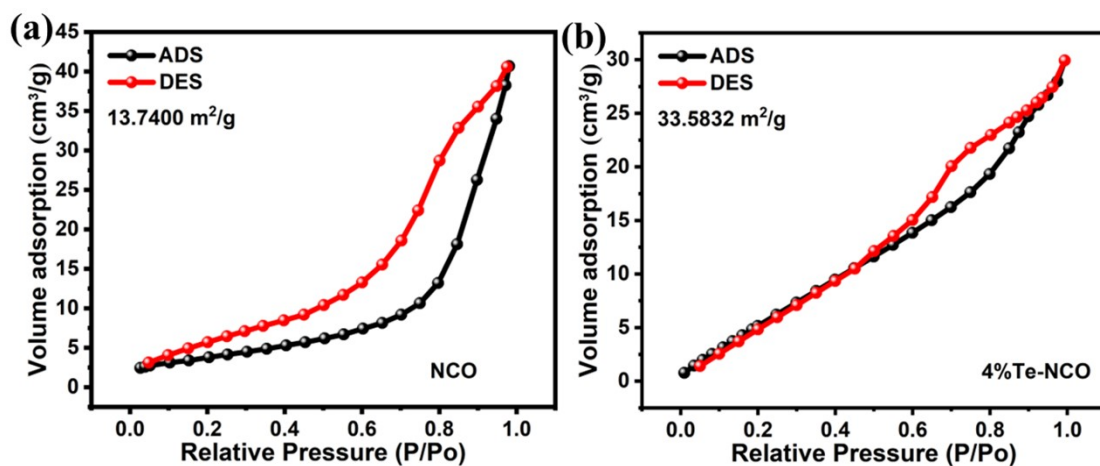 (a)
Volume adsorption (cm³/g)
45
40
35
30
25
20
15
10
5
0
ADS
DES
13.7400 m²/g
NCO
0.0 0.2 0.4 0.6 0.8 1.0
Relative Pressure (P/Po)
(b)
Volume adsorption (cm³/g)
30
25
20
15
10
5
0
ADS
DES
33.5832 m²/g
4%Te-NCO
0.0 0.2 0.4 0.6 0.8 1.0
Relative Pressure (P/Po)